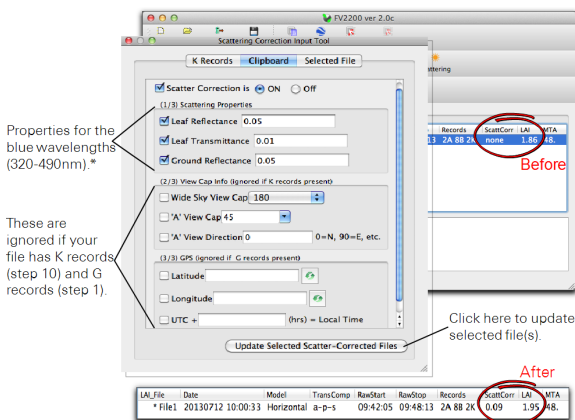 FV2200 ver 2.0c
Scattering Correction Input Tool
K Records Clipboard Selected File
Scatter Correction is ON Off
(1/3) Scattering Properties
Leaf Reflectance 0.05
Leaf Transmittance 0.01
Ground Reflectance 0.05
(2/3) View Cap Info (ignored if K records present)
Wide Sky View Cap 180
'A' View Cap 45
'A' View Direction 0 0=N, 90=E, etc.
(3/3) GPS (ignored if G records present)
Latitude
Longitude
UTC + (hrs) = Local Time
Update Selected Scatter-Corrected Files
Properties for the
blue wavelengths
(320-490nm).*
These are
ignored if your
file has K records
(step 10) and G
records (step 1).
Records ScattCorr LAI MTA
13 2A 8B 2K none 1.86 48.
Before
Click here to update
selected file(s).
After
LAI_File Date Model TransComp RawStart RawStop Records ScattCorr LAI MTA
* File1 20130712 10:00:33 Horizontal a-p-s 09:42:05 09:48:13 2A 8B 2K 0.09 1.95 48.